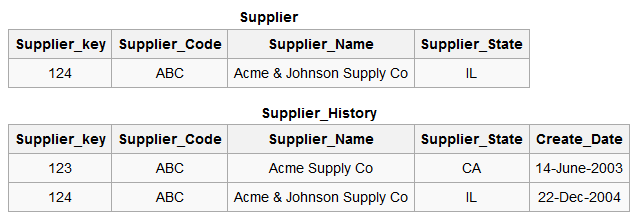 Supplier
Supplier_key Supplier_Code Supplier_Name Supplier_State
124 ABC Acme & Johnson Supply Co IL
Supplier_History
Supplier_key Supplier_Code Supplier_Name Supplier_State Create_Date
123 ABC Acme Supply Co CA 14-June-2003
124 ABC Acme & Johnson Supply Co IL 22-Dec-2004